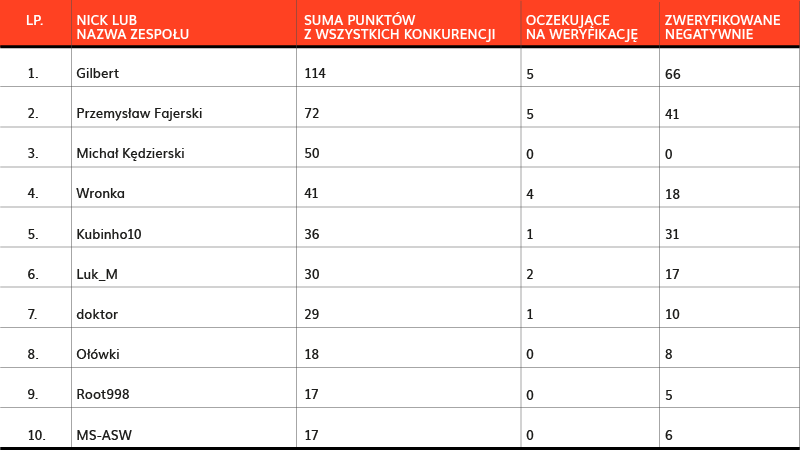 LP. NICK LUB SUMA PUNKTÓW OCZEKUJĄCE ZWERYFIKOWANE
NAZWA ZESPOŁU Z WSZYSTKICH KONKURENCJI NA WERYFIKACJĘ NEGATYWNIE
1. Gilbert 114 5 66
2. Przemysław Fajerski 72 5 41
3. Michał Kędzierski 50 0 0
4. Wronka 41 4 18
5. Kubinho10 36 1 31
6. Luk_M 30 2 17
7. doktor 29 1 10
8. Ołówki 18 0 8
9. Root998 17 0 5
10. MS-ASW 17 0 6